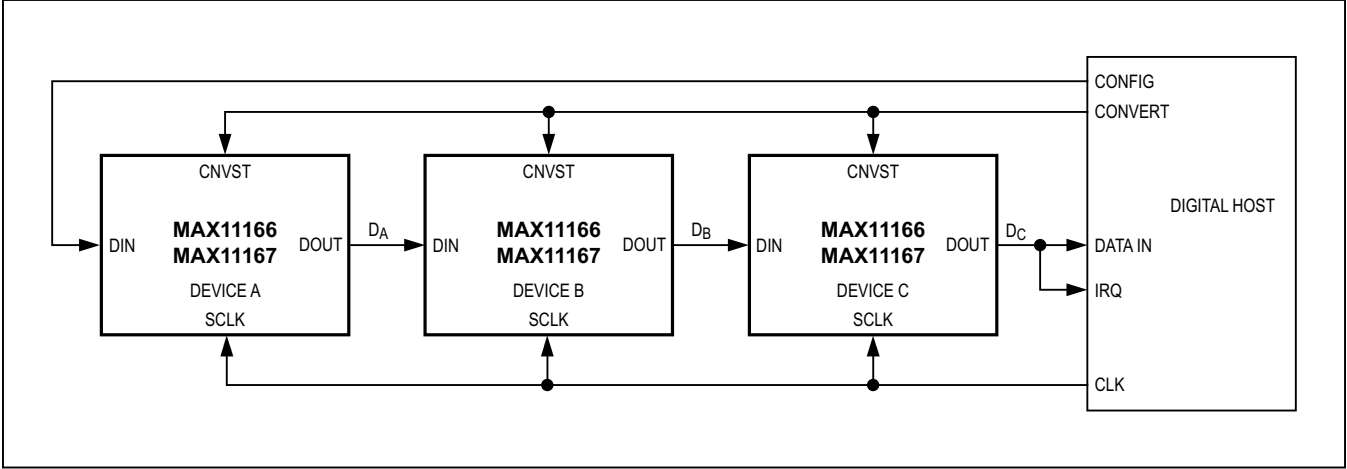 CONFIG
CONVERT
CNVST
CNVST
CNVST
MAX11166
MAX11167
MAX11166
MAX11167
MAX11166
MAX11167
DIGITAL HOST
DIN
DOUT
DA
DIN
DOUT
DB
DIN
DOUT
DC
DATA IN
IRQ
DEVICE A
DEVICE B
DEVICE C
SCLK
SCLK
SCLK
CLK